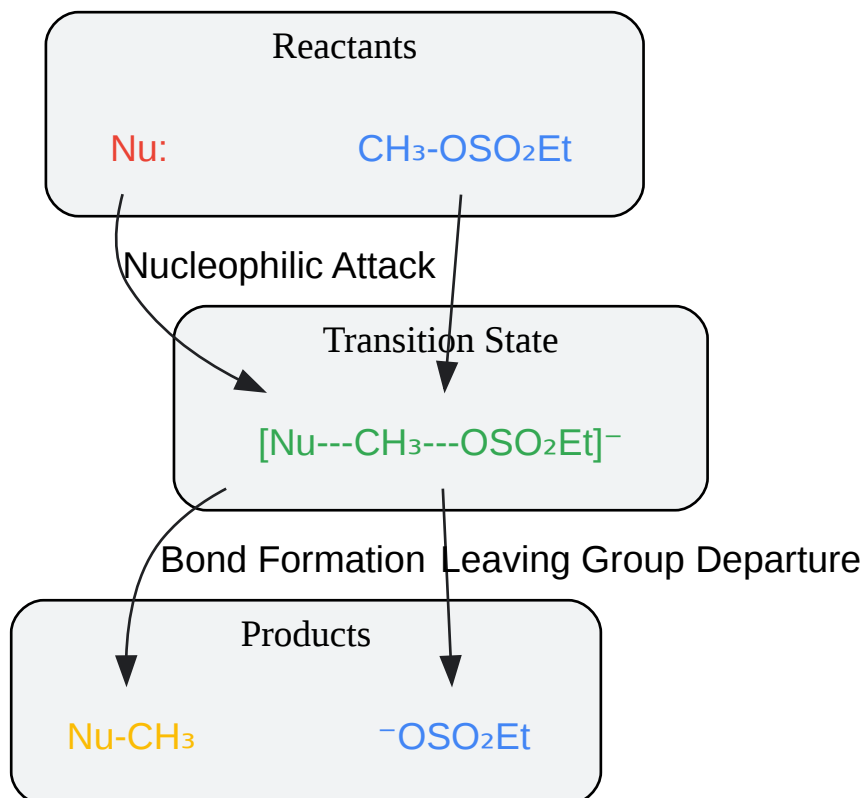 Reactants
Nu:
CH₃-OSO₂Et
Nucleophilic Attack
Transition State
[Nu---CH₃---OSO₂Et]⁻
Bond Formation
Leaving Group Departure
Products
Nu-CH₃
⁻OSO₂Et